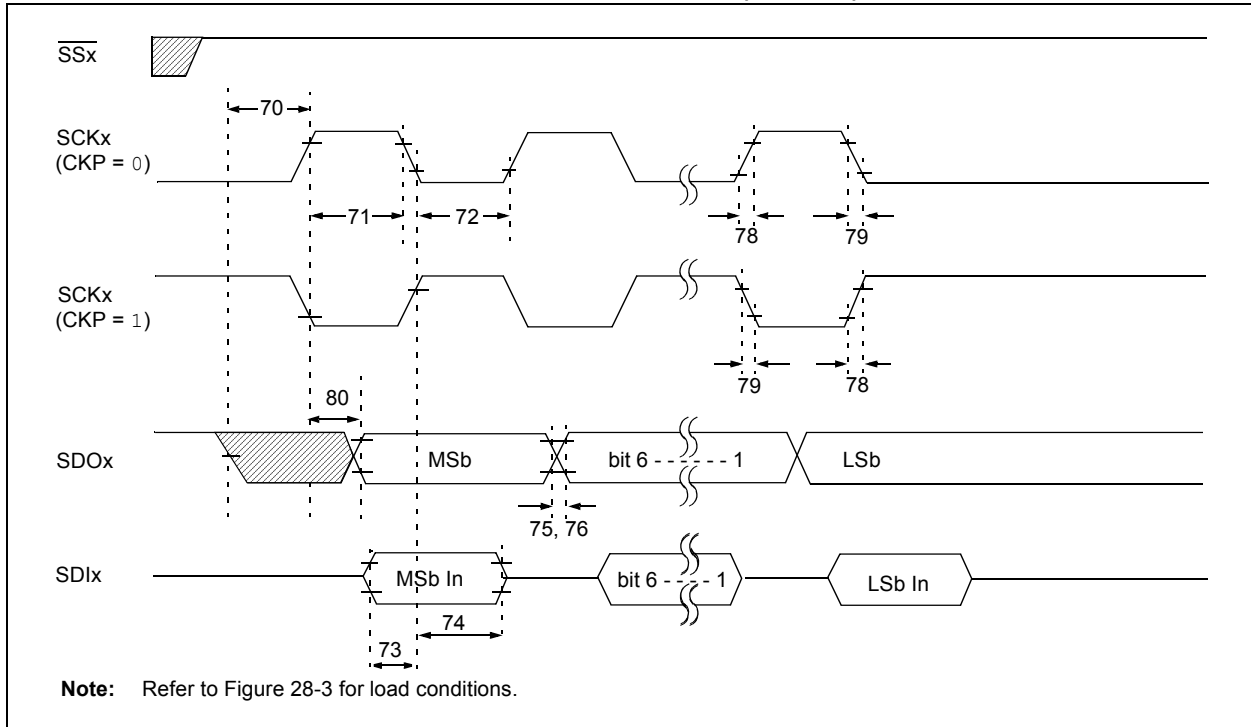 SSx
70
SCKx
(CKP = 0)
71
72
78
79
SCKx
(CKP = 1)
79
78
80
SDOx
MSb
bit 6 - - - - - - 1
LSb
75, 76
SDIx
MSb In
bit 6 - - - - 1
LSb In
74
73
Note: Refer to Figure 28-3 for load conditions.